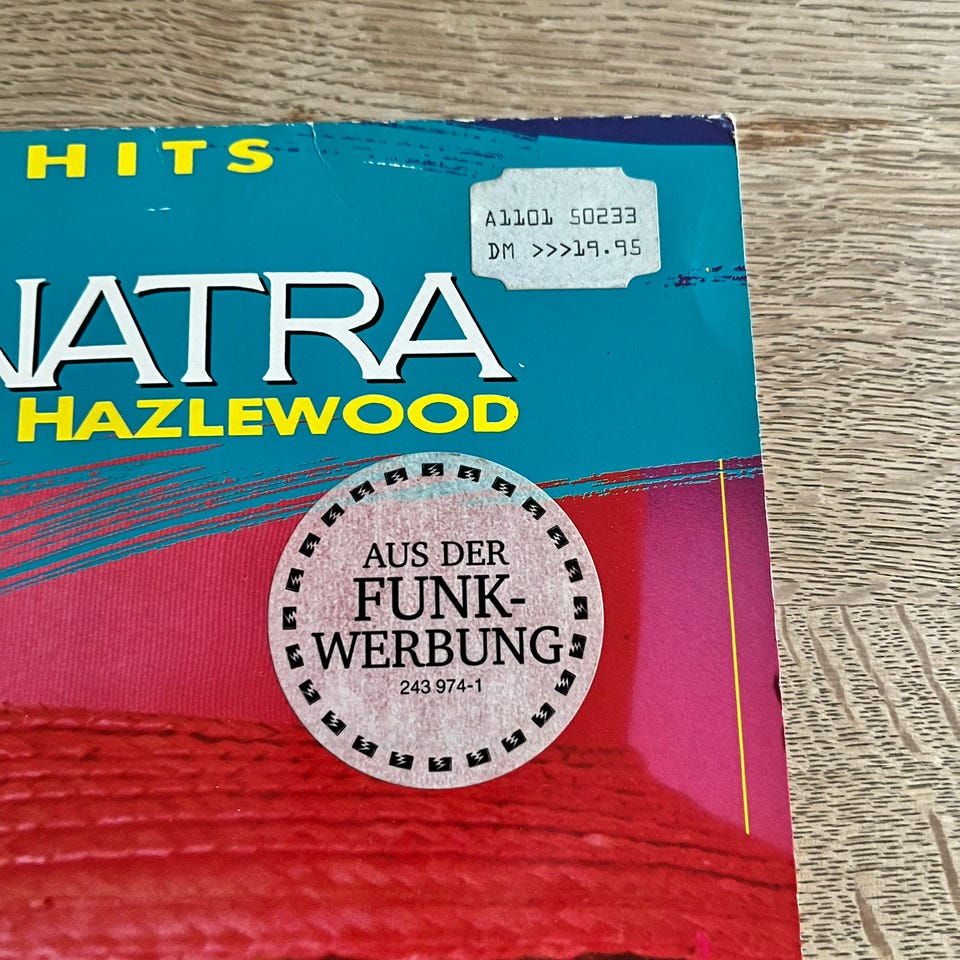 HITS
A1101 50233
DM >>>19.95
NATRA
HAZLEWOOD
AUS DER
FUNK-
WERBUNG
243 974-1